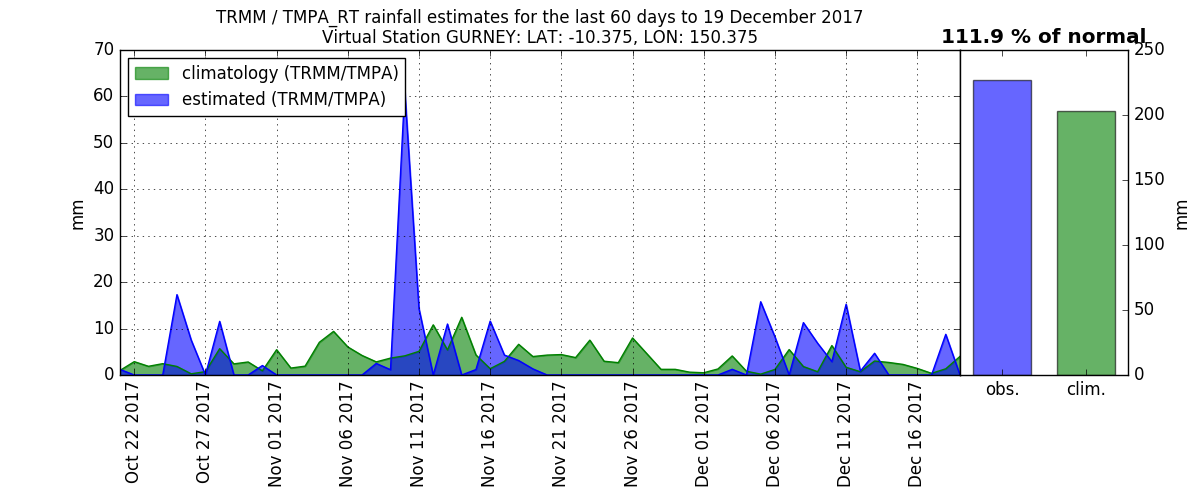 TRMM / TMPA_RT rainfall estimates for the last 60 days to 19 December 2017
Virtual Station GURNEY: LAT: -10.375, LON: 150.375
111.9 % of normal
climatology (TRMM/TMPA)
estimated (TRMM/TMPA)
70
60
50
40
30
20
10
0
mm
Oct 22 2017
Oct 27 2017
Nov 01 2017
Nov 06 2017
Nov 11 2017
Nov 16 2017
Nov 21 2017
Nov 26 2017
Dec 01 2017
Dec 06 2017
Dec 11 2017
Dec 16 2017
obs.
clim.
250
200
150
100
50
0
mm